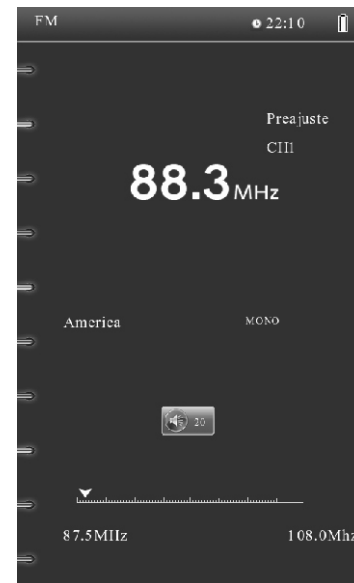 FM 22:10
Preajuste
CH1
88.3MHz
America MONO
20
87.5MHz 108.0Mhz